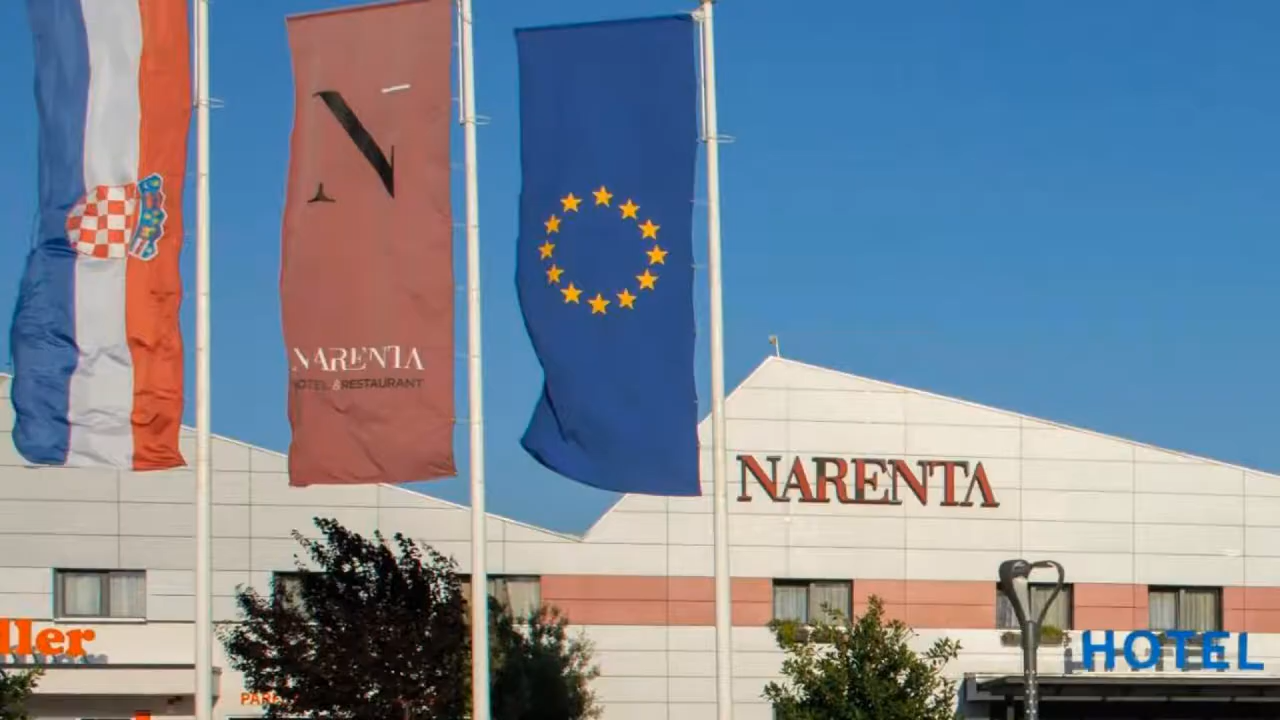 N
NARENTA
HOTEL & RESTAURANT
NARENTA
HOTEL
ller